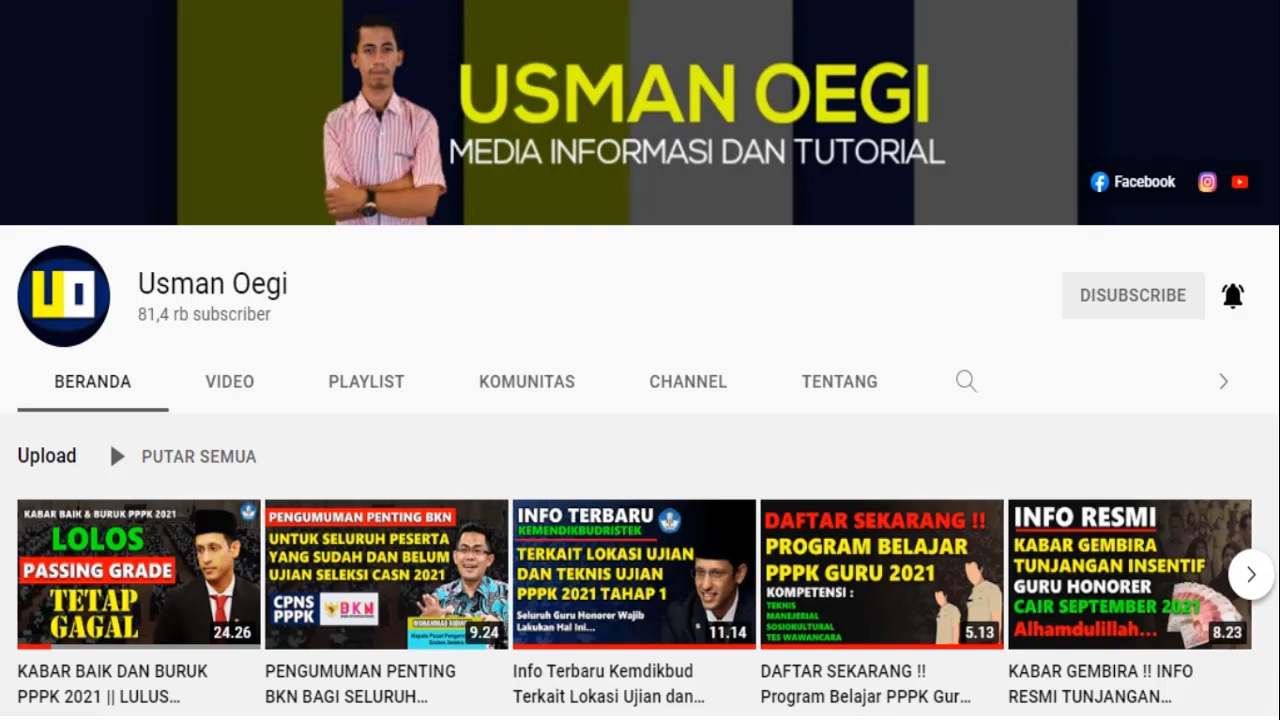 USMAN OEGI
MEDIA INFORMASI DAN TUTORIAL
Facebook
UO
Usman Oegi
81,4 rb subscriber
DISUBSCRIBE
BERANDA VIDEO PLAYLIST KOMUNITAS CHANNEL TENTANG
Upload PUTAR SEMUA
KABAR BAIK & BURUK PPPK 2021
LOLOS
PASSING GRADE
TETAP
GAGAL
24.26
KABAR BAIK DAN BURUK
PPPK 2021 || LULUS...
PENGUMUMAN PENTING BKN
UNTUK SELURUH PESERTA
YANG SUDAH DAN BELUM
UJIAN SELEKSI CASN 2021
CPNS
PPPK
BKN
9.24
PENGUMUMAN PENTING
BKN BAGI SELURUH...
INFO TERBARU
KEMENDIKBUDRISTEK
TERKAIT LOKASI UJIAN
DAN TEKNIS UJIAN
PPPK 2021 TAHAP 1
Seluruh Guru Honorer Wajib
Lakukan Hal Ini...
11.14
Info Terbaru Kemdikbud
Terkait Lokasi Ujian dan...
DAFTAR SEKARANG !!
PROGRAM BELAJAR
PPPK GURU 2021
KOMPETENSI :
TEKNIS
MANEJERIAL
SOSIOKULTURAL
TES WAWANCARA
5.13
DAFTAR SEKARANG !!
Program Belajar PPPK Gur...
INFO RESMI
KABAR GEMBIRA
TUNJANGAN INSENTIF
GURU HONORER
CAIR SEPTEMBER 2021
Alhamdulillah...
8.23
KABAR GEMBIRA !! INFO
RESMI TUNJANGAN...